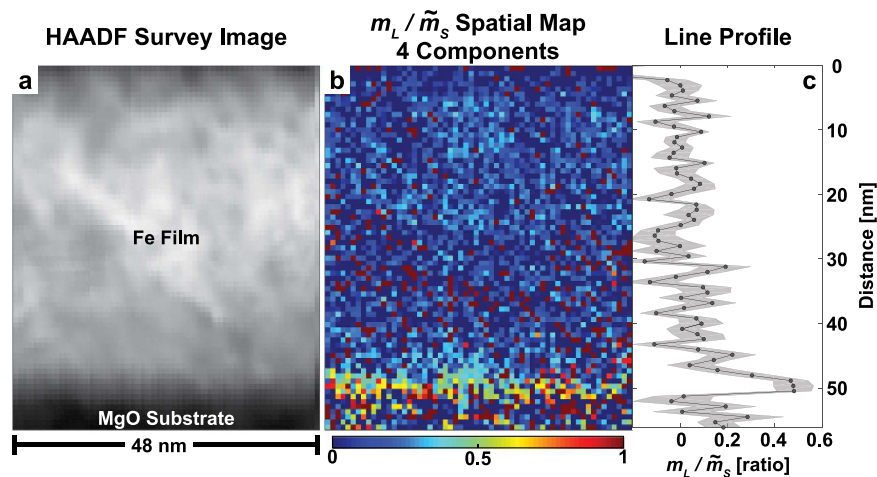 HAADF Survey Image
m_L / m̃_S Spatial Map
4 Components
Line Profile
a
b
c
Fe Film
MgO Substrate
48 nm
0
0.5
1
0
10
20
30
40
50
Distance [nm]
0
0.2
0.4
0.6
m_L / m̃_S [ratio]